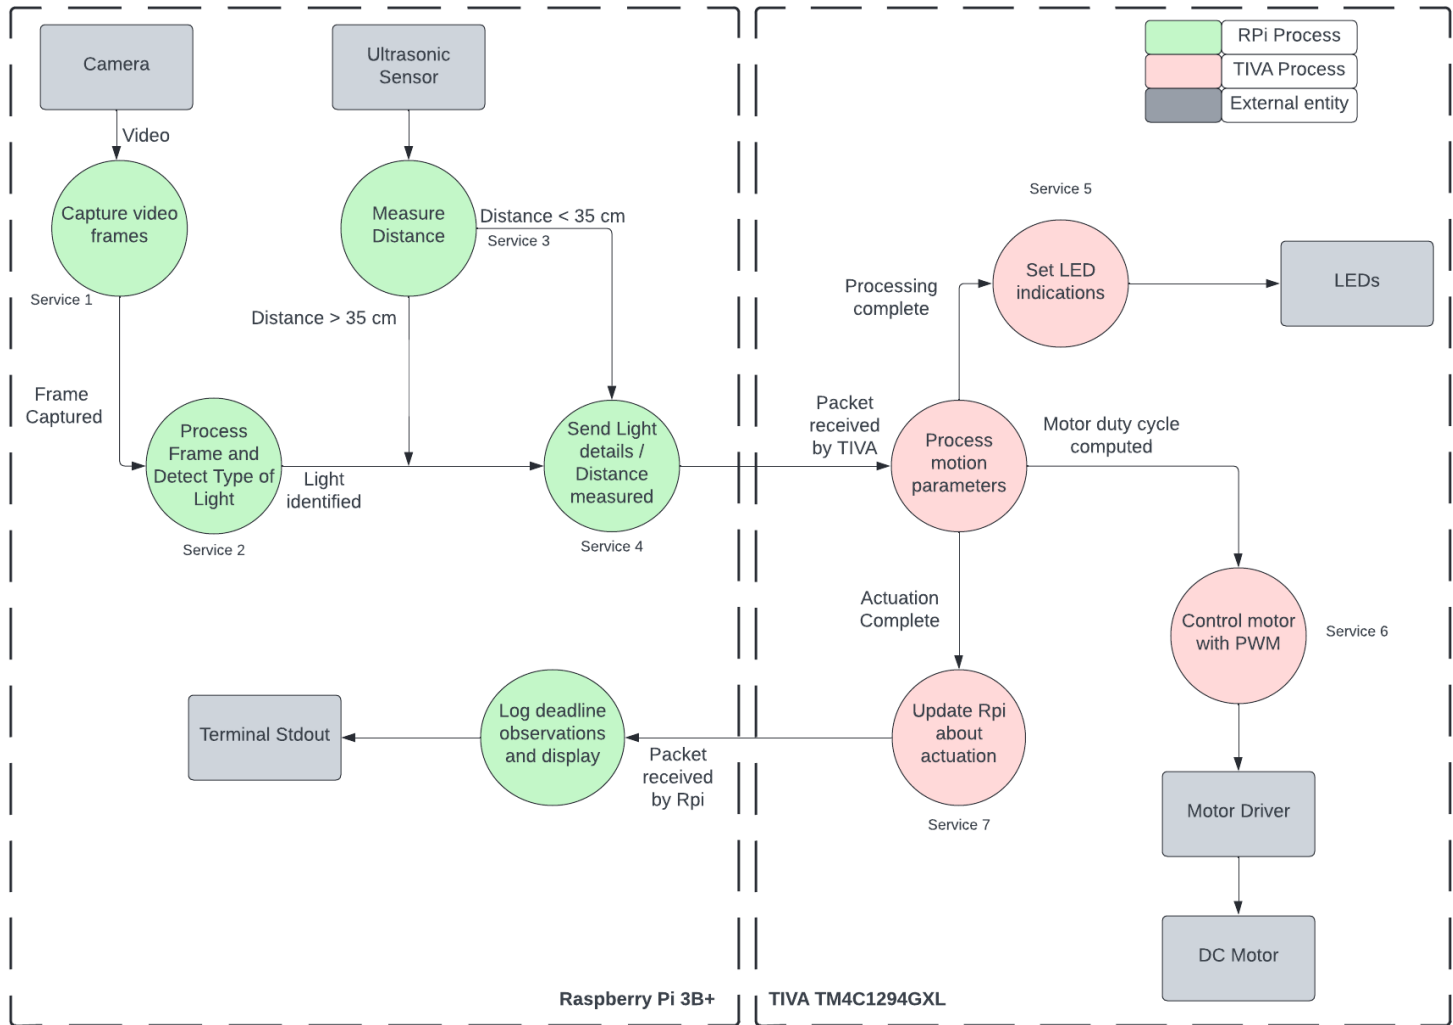 Camera
Ultrasonic
Sensor
RPi Process
TIVA Process
External entity
Video
Capture video
frames
Service 1
Measure
Distance
Distance < 35 cm
Service 3
Distance > 35 cm
Service 5
Set LED
indications
LEDs
Processing
complete
Frame
Captured
Process
Frame and
Detect Type of
Light
Service 2
Light
identified
Send Light
details /
Distance
measured
Service 4
Packet
received
by TIVA
Process
motion
parameters
Motor duty cycle
computed
Actuation
Complete
Control motor
with PWM
Service 6
Terminal Stdout
Log deadline
observations
and display
Packet
received
by Rpi
Update Rpi
about
actuation
Service 7
Motor Driver
DC Motor
Raspberry Pi 3B+
TIVA TM4C1294GXL